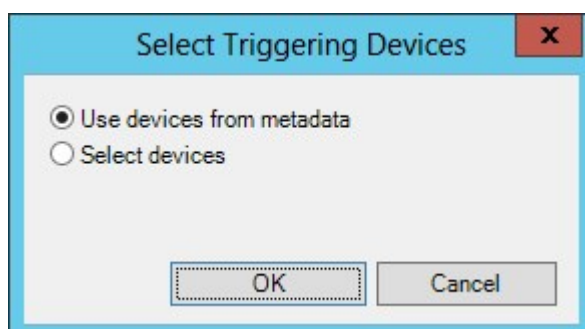 Select Triggering Devices
x
Use devices from metadata
Select devices
OK Cancel